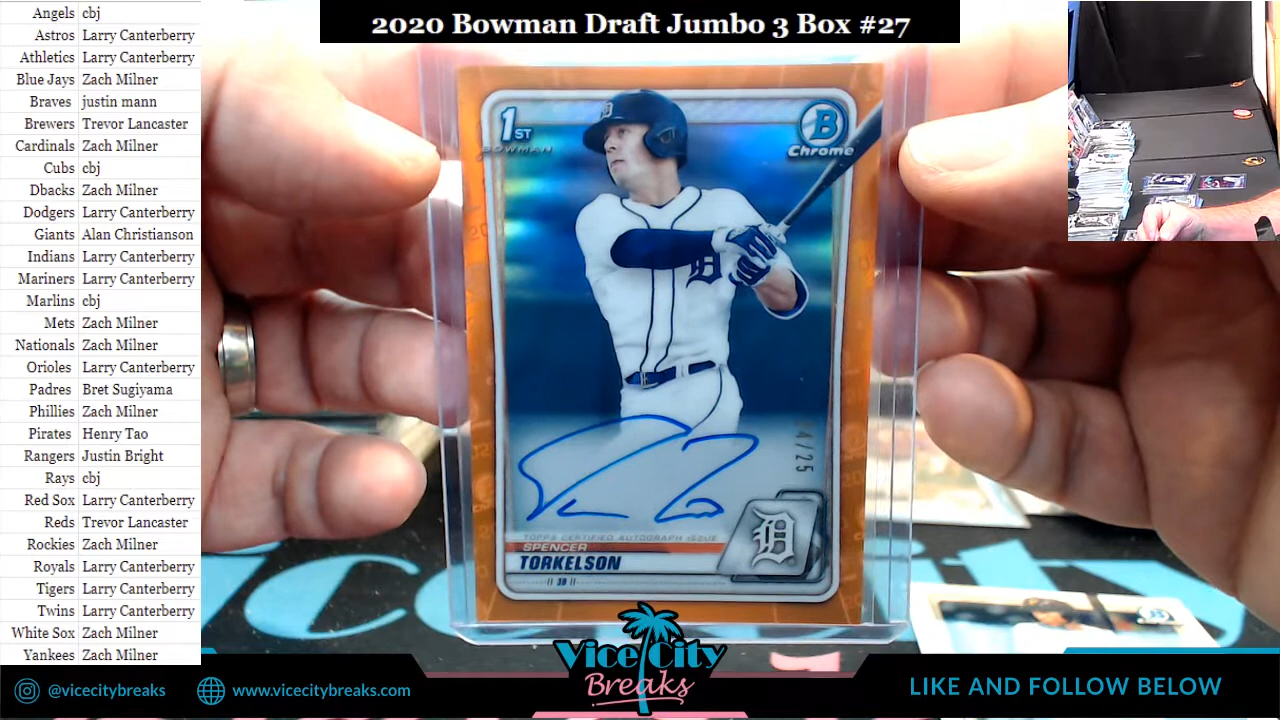 2020 Bowman Draft Jumbo 3 Box #27
Angels cbj
Astros Larry Canterberry
Athletics Larry Canterberry
Blue Jays Zach Milner
Braves justin mann
Brewers Trevor Lancaster
Cardinals Zach Milner
Cubs cbj
Dbacks Zach Milner
Dodgers Larry Canterberry
Giants Alan Christianson
Indians Larry Canterberry
Mariners Larry Canterberry
Marlins cbj
Mets Zach Milner
Nationals Zach Milner
Orioles Larry Canterberry
Padres Bret Sugiyama
Phillies Zach Milner
Pirates Henry Tao
Rangers Justin Bright
Rays cbj
Red Sox Larry Canterberry
Reds Trevor Lancaster
Rockies Zach Milner
Royals Larry Canterberry
Tigers Larry Canterberry
Twins Larry Canterberry
White Sox Zach Milner
Yankees Zach Milner
1ST
BOWMAN
B
Chrome
D
D
4/25
TOPPS CERTIFIED AUTOGRAPH ISSUE
SPENCER
TORKELSON
3B
D
Vice City
Breaks
@vicecitybreaks
www.vicecitybreaks.com
LIKE AND FOLLOW BELOW